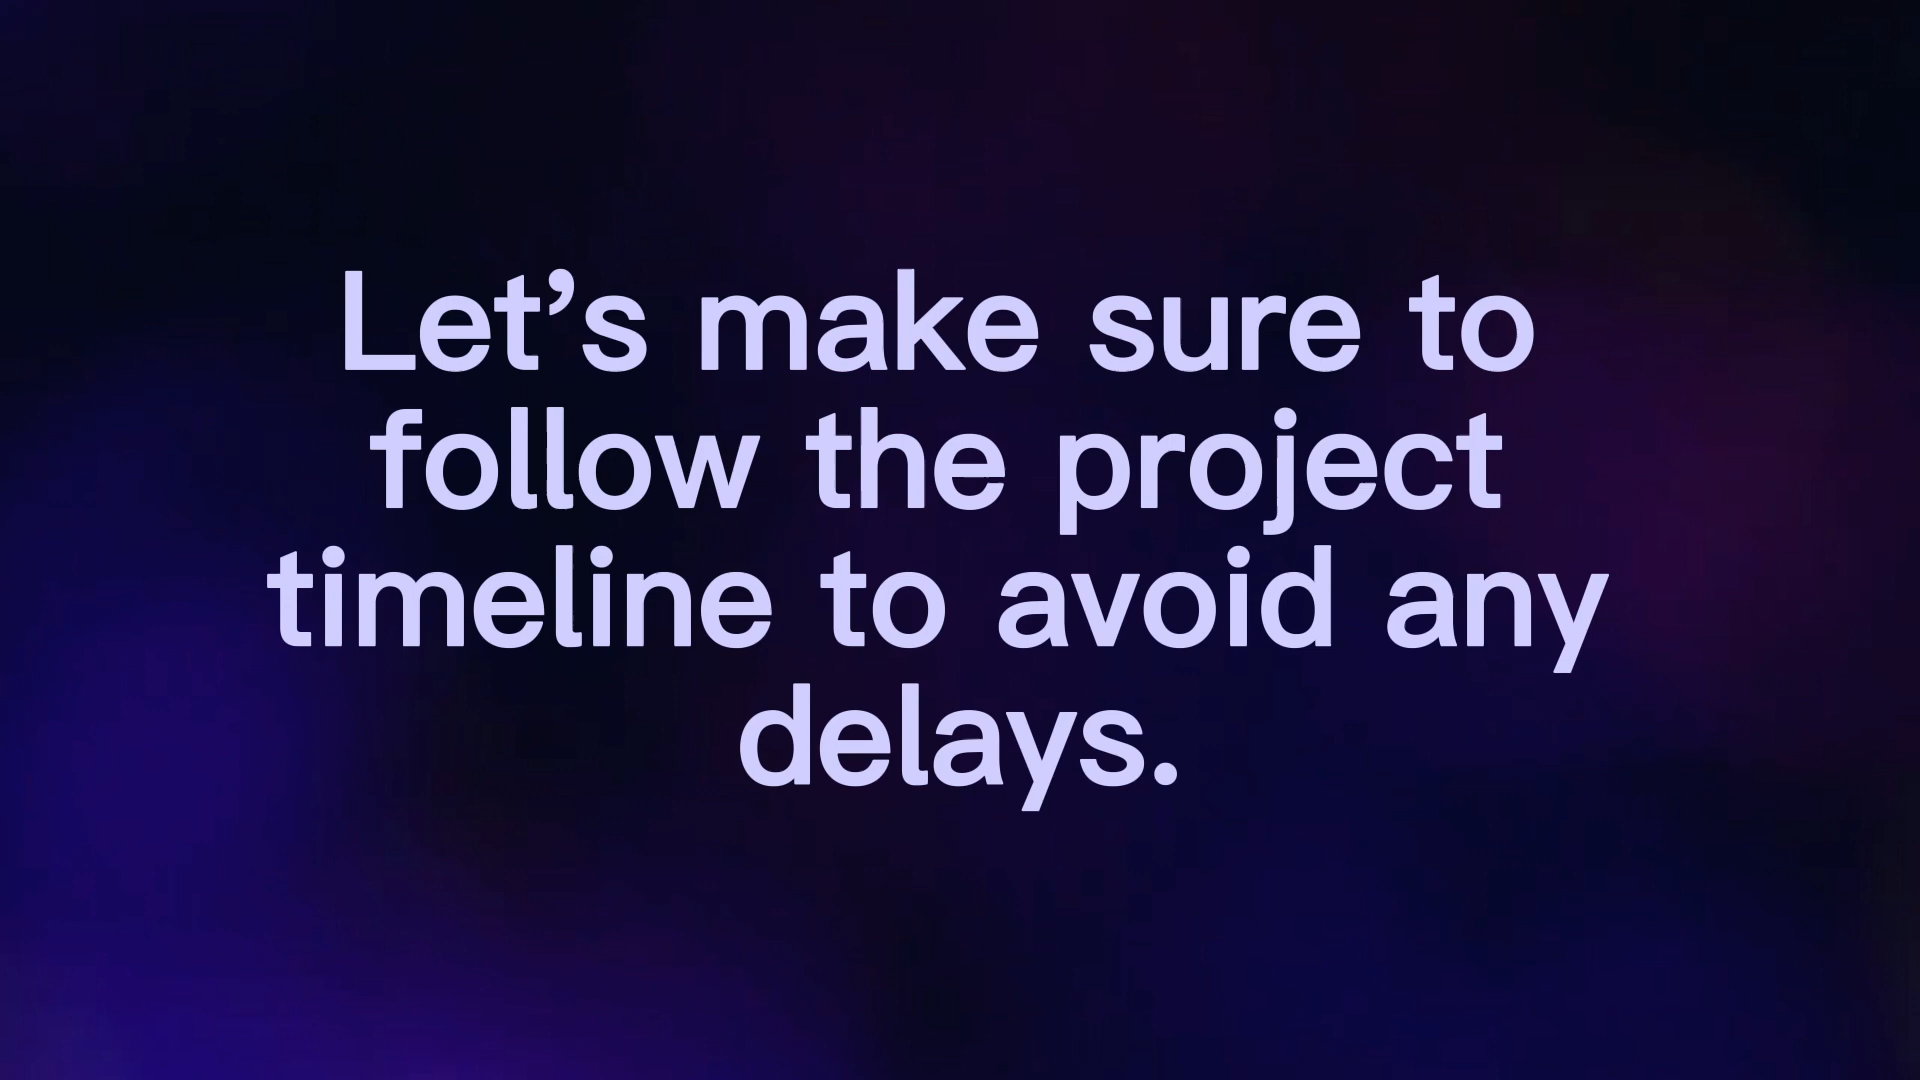 Let’s make sure to
follow the project
timeline to avoid any
delays.